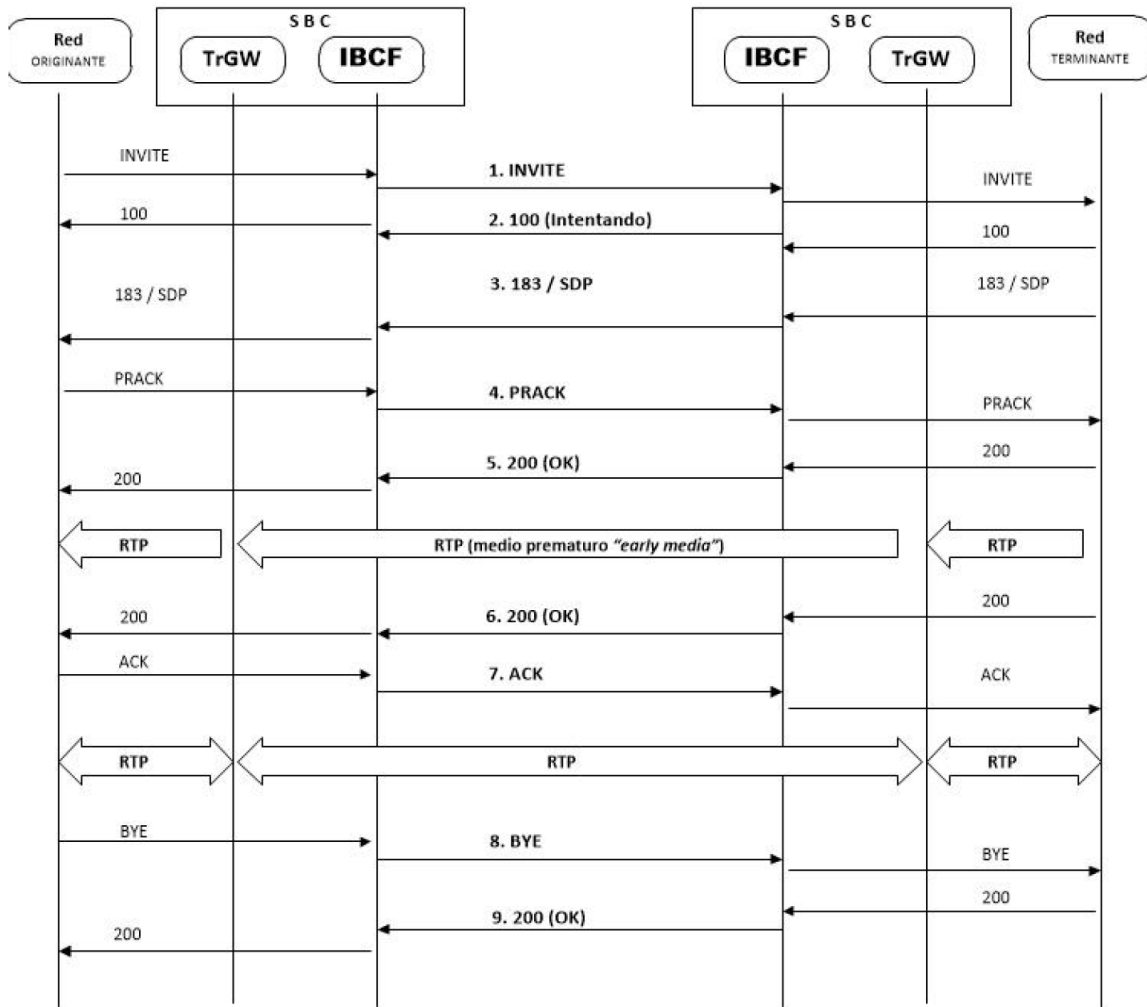 S B C
S B C
Red
ORIGINANTE
TrGW
IBCF
IBCF
TrGW
Red
TERMINANTE
INVITE
1. INVITE
INVITE
100
2. 100 (Intentando)
100
183 / SDP
3. 183 / SDP
183 / SDP
PRACK
4. PRACK
PRACK
200
5. 200 (OK)
200
RTP
RTP (medio prematuro “early media”)
RTP
200
6. 200 (OK)
200
ACK
7. ACK
ACK
RTP
RTP
RTP
BYE
8. BYE
BYE
200
9. 200 (OK)
200